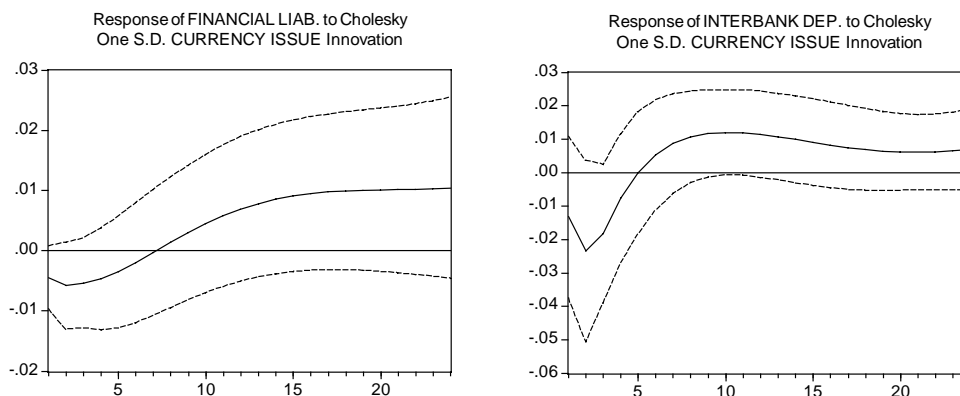 Response of FINANCIAL LIAB. to Cholesky
One S.D. CURRENCY ISSUE Innovation
.03
.02
.01
.00
-.01
-.02
5 10 15 20
Response of INTERBANK DEP. to Cholesky
One S.D. CURRENCY ISSUE Innovation
.03
.02
.01
.00
-.01
-.02
-.03
-.04
-.05
-.06
5 10 15 20